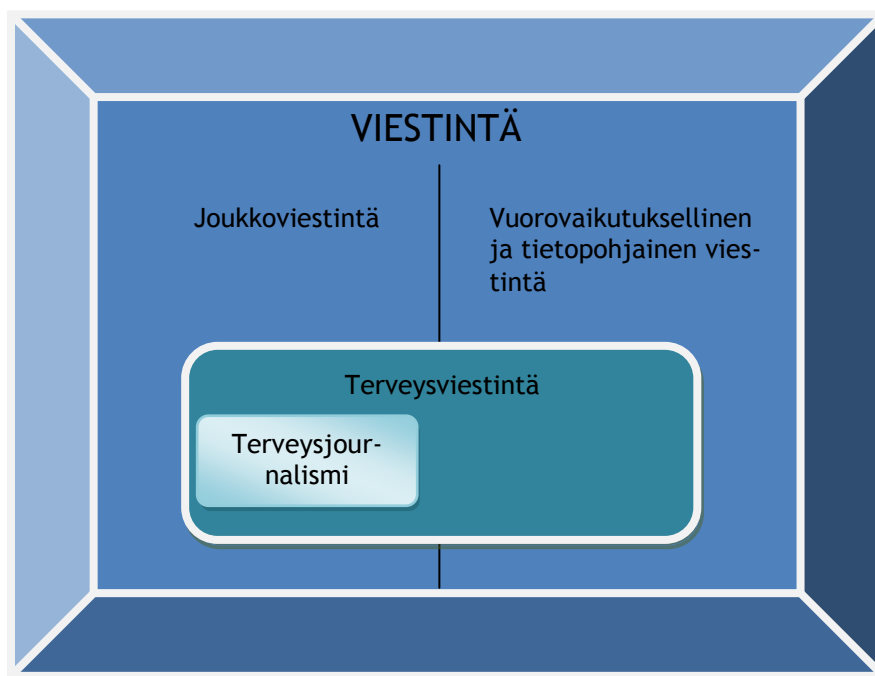 VIESTINTÄ
Joukkoviestintä
Vuorovaikutuksellinen
ja tietopohjainen vies-
tintä
Terveysviestintä
Terveysjour-
nalismi